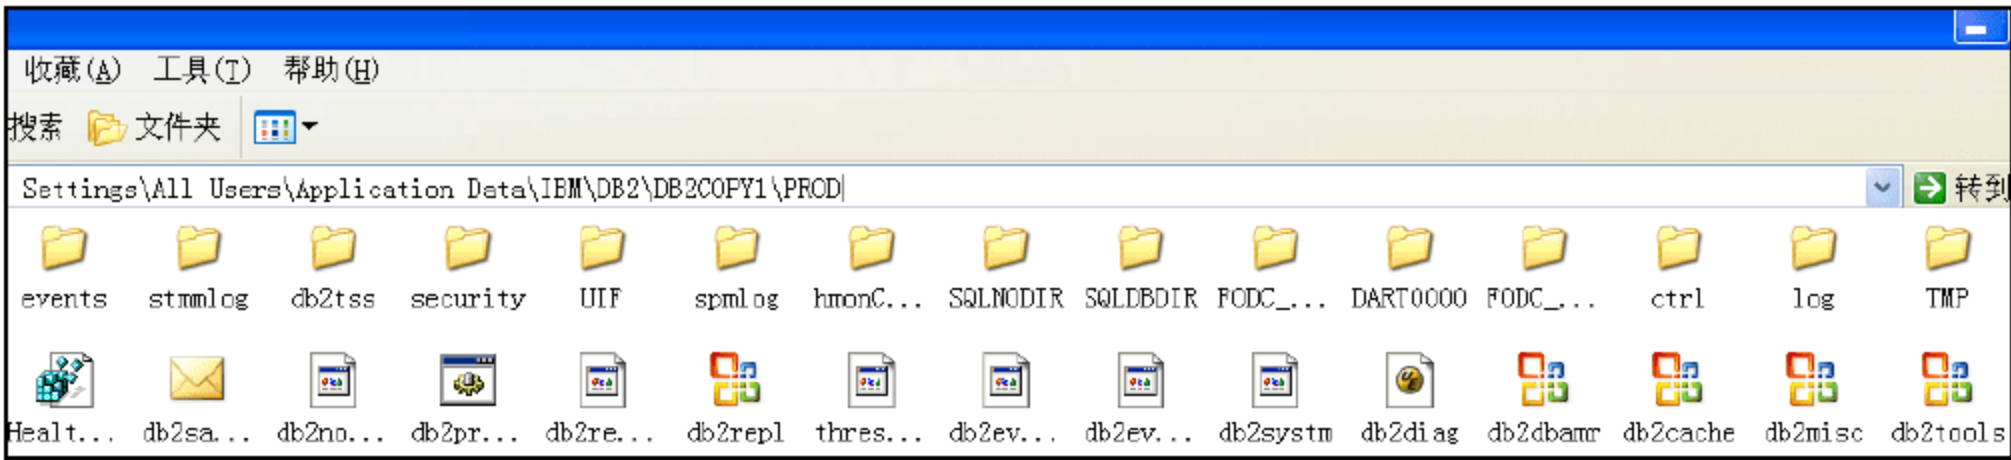 收藏(A) 工具(T) 帮助(H)
搜索 文件夹
Settings\All Users\Application Data\IBM\DB2\DB2COPY1\PROD 转到
events stmmlog db2tss security UIF spmlog hmonC... SQLNODIR SQLDBDIR FODC_... DART0000 FODC_... ctrl log TMP
Healt... db2sa... db2no... db2pr... db2re... db2repl thres... db2ev... db2ev... db2systm db2diag db2dbamr db2cache db2misc db2tools